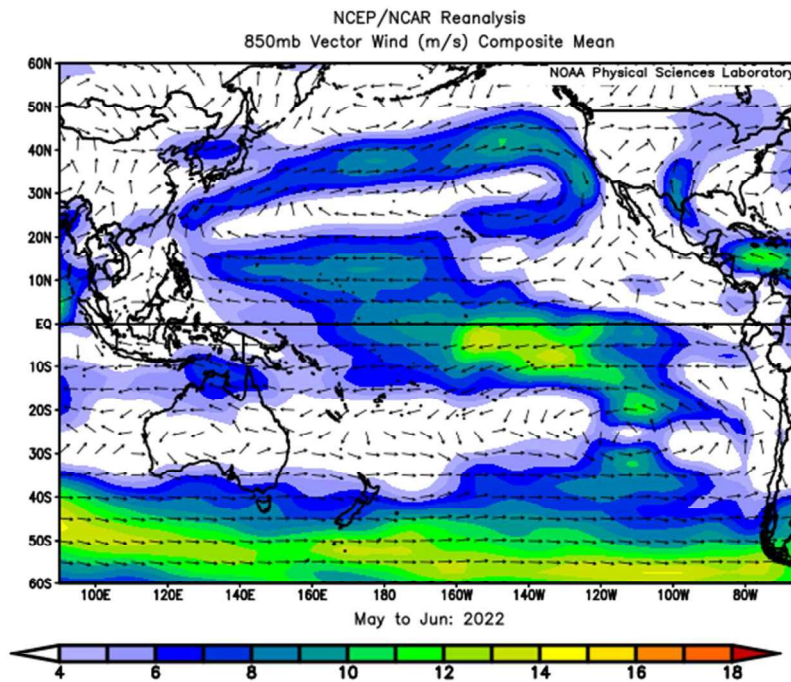 NCEP/NCAR Reanalysis
850mb Vector Wind (m/s) Composite Mean
NOAA Physical Sciences Laboratory
60N
50N
40N
30N
20N
10N
EQ
10S
20S
30S
40S
50S
60S
100E 120E 140E 160E 180 160W 140W 120W 100W 80W
May to Jun: 2022
4 6 8 10 12 14 16 18